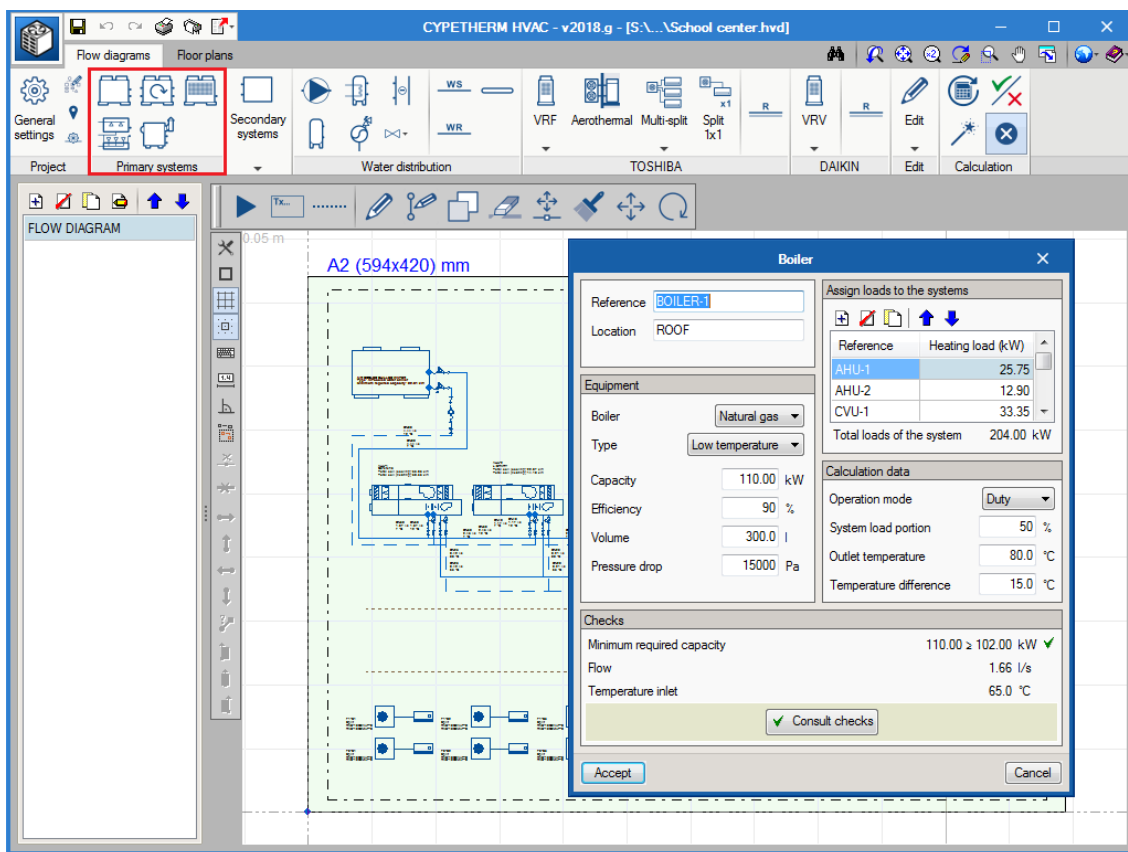 CYPETHERM HVAC - v2018.g - [S:\...\School center.hvd]
Flow diagrams Floor plans
General settings
Secondary systems
WS
WR
VRF
Aerothermal
Multi-split
Split 1x1
x1
R
VRV
R
Edit
Project
Primary systems
Water distribution
TOSHIBA
DAIKIN
Edit
Calculation
Tx...
FLOW DIAGRAM
0.05 m
A2 (594x420) mm
Boiler
Reference BOILER-1
Location ROOF
Equipment
Boiler Natural gas
Type Low temperature
Capacity 110.00 kW
Efficiency 90 %
Volume 300.0 l
Pressure drop 15000 Pa
Assign loads to the systems
Reference Heating load (kW)
AHU-1 25.75
AHU-2 12.90
CVU-1 33.35
Total loads of the system 204.00 kW
Calculation data
Operation mode Duty
System load portion 50 %
Outlet temperature 80.0 °C
Temperature difference 15.0 °C
Checks
Minimum required capacity 110.00 ≥ 102.00 kW
Flow 1.66 l/s
Temperature inlet 65.0 °C
Consult checks
Accept Cancel